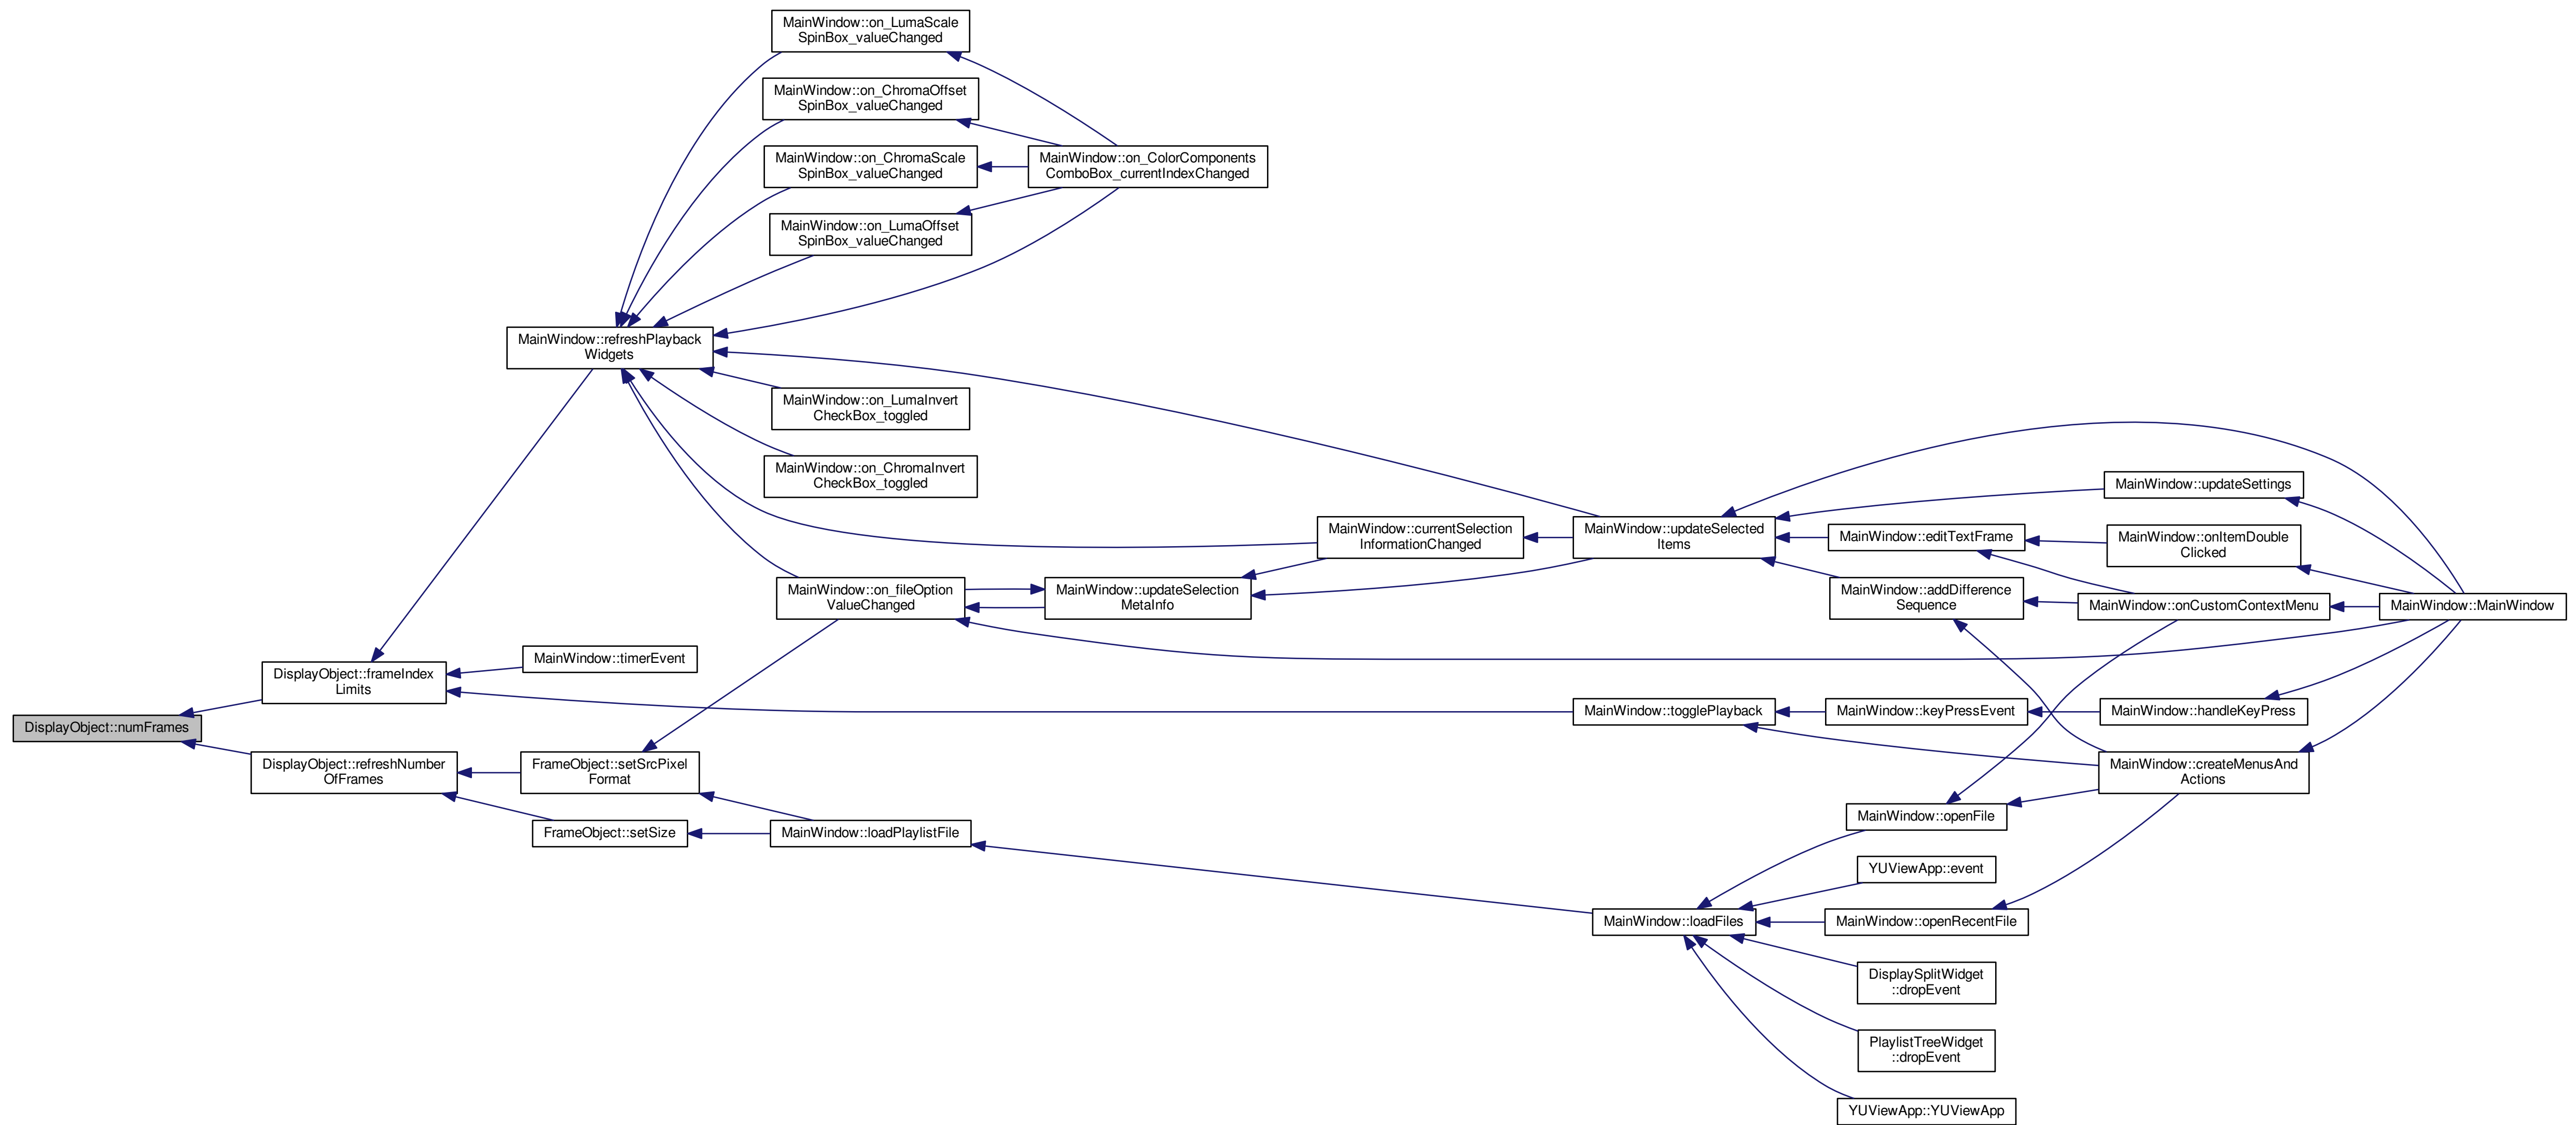 MainWindow::on_LumaScale
SpinBox_valueChanged
MainWindow::on_ChromaOffset
SpinBox_valueChanged
MainWindow::on_ChromaScale
SpinBox_valueChanged
MainWindow::on_ColorComponents
ComboBox_currentIndexChanged
MainWindow::on_LumaOffset
SpinBox_valueChanged
MainWindow::refreshPlayback
Widgets
MainWindow::on_LumaInvert
CheckBox_toggled
MainWindow::on_ChromaInvert
CheckBox_toggled
MainWindow::currentSelection
InformationChanged
MainWindow::updateSelected
Items
MainWindow::updateSettings
MainWindow::editTextFrame
MainWindow::onItemDouble
Clicked
MainWindow::on_fileOption
ValueChanged
MainWindow::updateSelection
MetaInfo
MainWindow::addDifference
Sequence
MainWindow::onCustomContextMenu
MainWindow::MainWindow
MainWindow::timerEvent
DisplayObject::frameIndex
Limits
DisplayObject::numFrames
MainWindow::togglePlayback
MainWindow::keyPressEvent
MainWindow::handleKeyPress
DisplayObject::refreshNumber
OfFrames
FrameObject::setSrcPixel
Format
MainWindow::createMenusAnd
Actions
FrameObject::setSize
MainWindow::loadPlaylistFile
MainWindow::openFile
YUViewApp::event
MainWindow::loadFiles
MainWindow::openRecentFile
DisplaySplitWidget
::dropEvent
PlaylistTreeWidget
::dropEvent
YUViewApp::YUViewApp